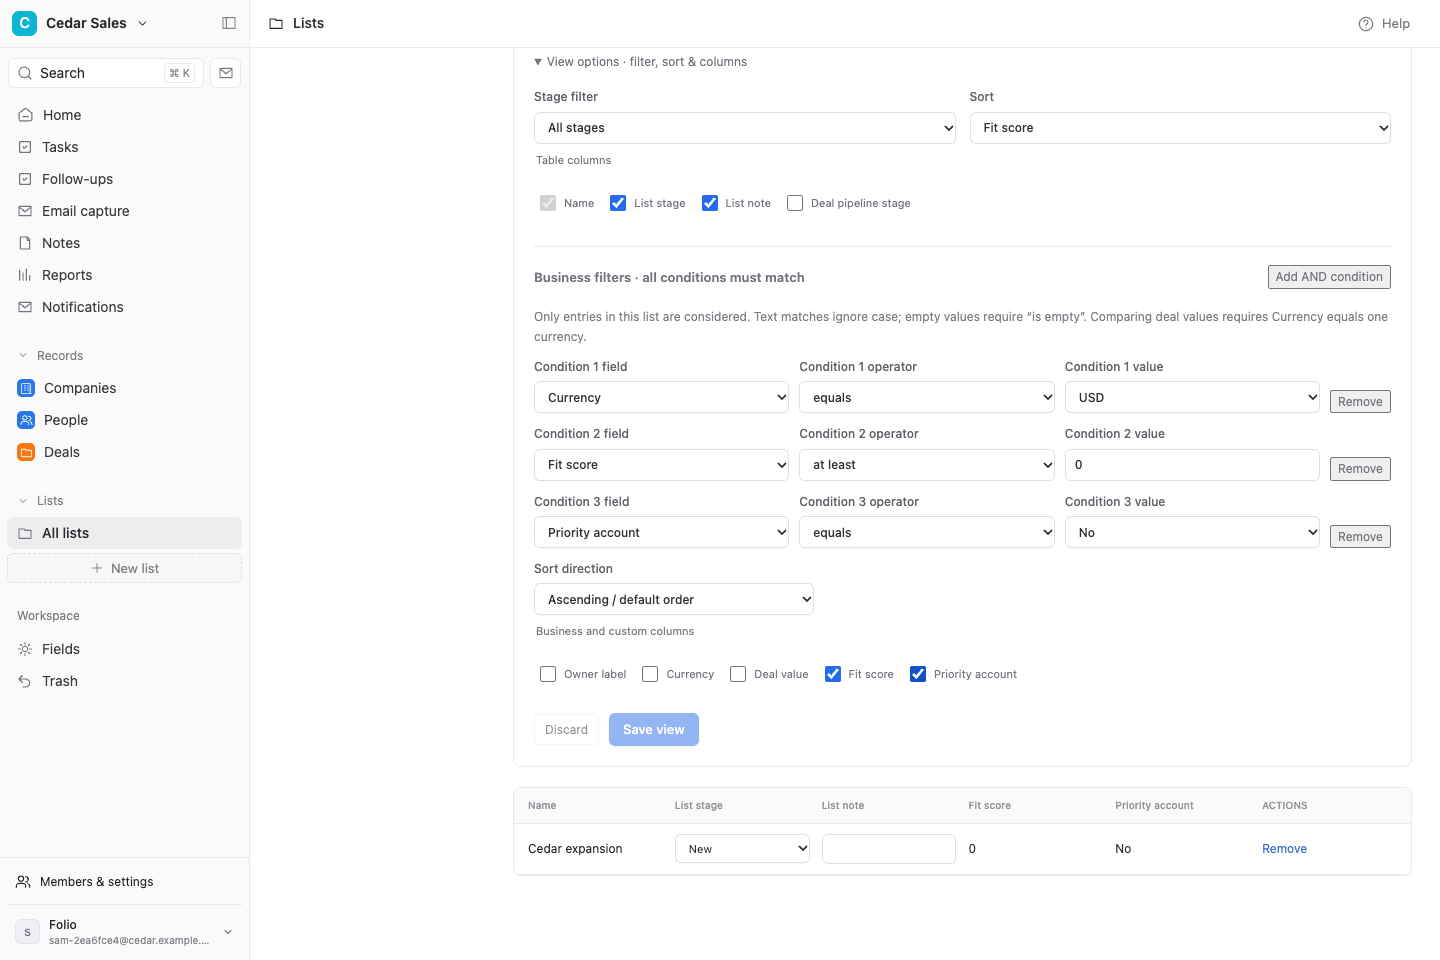 Cedar Sales
Lists
Help
Search
⌘ K
Home
Tasks
Follow-ups
Email capture
Notes
Reports
Notifications
Records
Companies
People
Deals
Lists
All lists
+ New list
Workspace
Fields
Trash
Members & settings
S
Folio
sam-2ea6fce4@cedar.example....
C
▼ View options · filter, sort & columns
Stage filter
Sort
All stages
Fit score
Table columns
Name
List stage
List note
Deal pipeline stage
Business filters · all conditions must match
Add AND condition
Only entries in this list are considered. Text matches ignore case; empty values require “is empty”. Comparing deal values requires Currency equals one
currency.
Condition 1 field
Condition 1 operator
Condition 1 value
Currency
equals
USD
Remove
Condition 2 field
Condition 2 operator
Condition 2 value
Fit score
at least
0
Remove
Condition 3 field
Condition 3 operator
Condition 3 value
Priority account
equals
No
Remove
Sort direction
Ascending / default order
Business and custom columns
Owner label
Currency
Deal value
Fit score
Priority account
Discard
Save view
Name
List stage
List note
Fit score
Priority account
ACTIONS
Cedar expansion
New
0
No
Remove